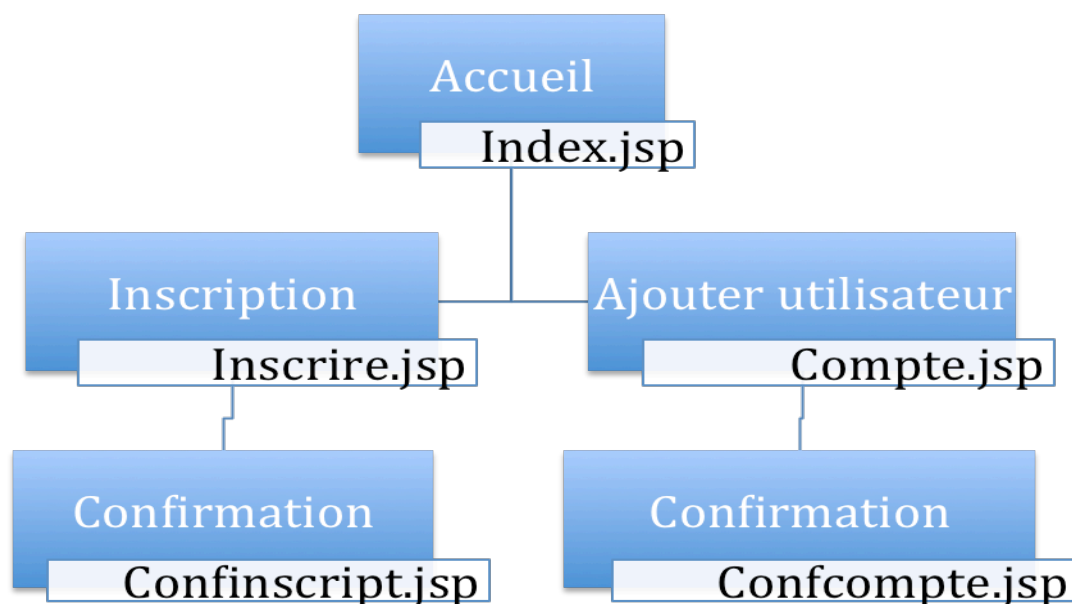 Accueil
Index.jsp
Inscription
Inscrire.jsp
Ajouter utilisateur
Compte.jsp
Confirmation
Confinscript.jsp
Confirmation
Confcompte.jsp